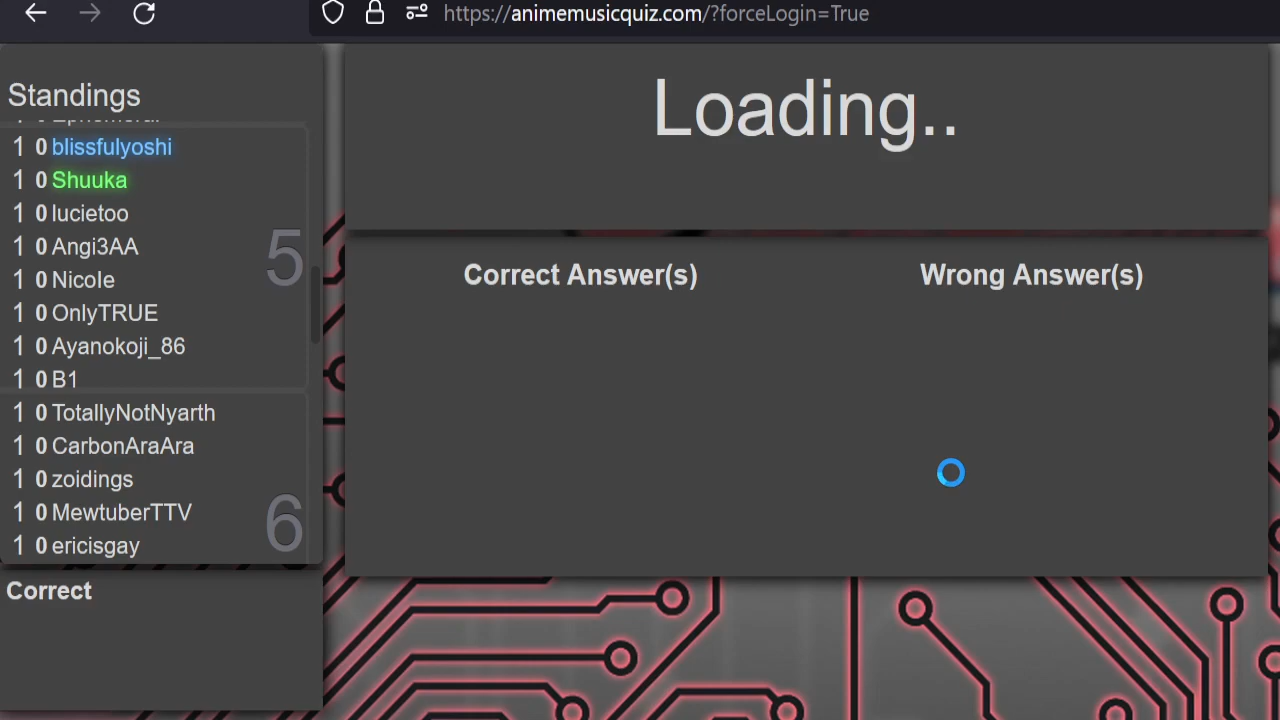 https://animemusicquiz.com/?forceLogin=True
Standings
1 0 blissfulyoshi
1 0 Shuuka
1 0 lucietoo
1 0 Angi3AA
1 0 Nicole
1 0 OnlyTRUE
1 0 Ayanokoji_86
1 0 B1
5
1 0 TotallyNotNyarth
1 0 CarbonAraAra
1 0 zoidings
1 0 MewtuberTTV
1 0 ericisgay
6
Correct
Loading..
Correct Answer(s)
Wrong Answer(s)